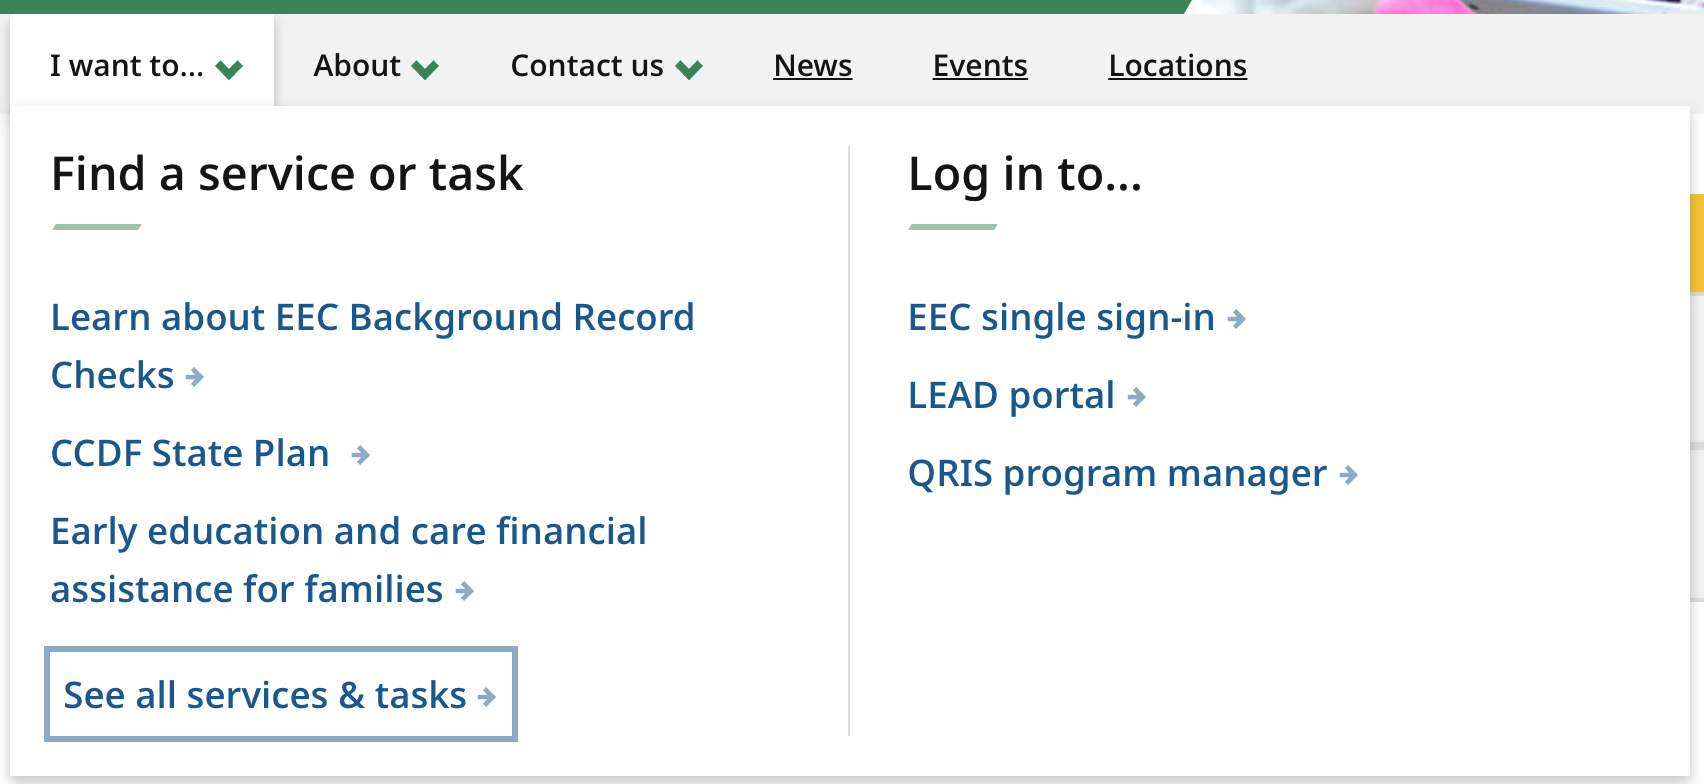 I want to...
About
Contact us
News
Events
Locations
Find a service or task
Learn about EEC Background Record
Checks
CCDF State Plan
Early education and care financial
assistance for families
See all services & tasks
Log in to...
EEC single sign-in
LEAD portal
QRIS program manager